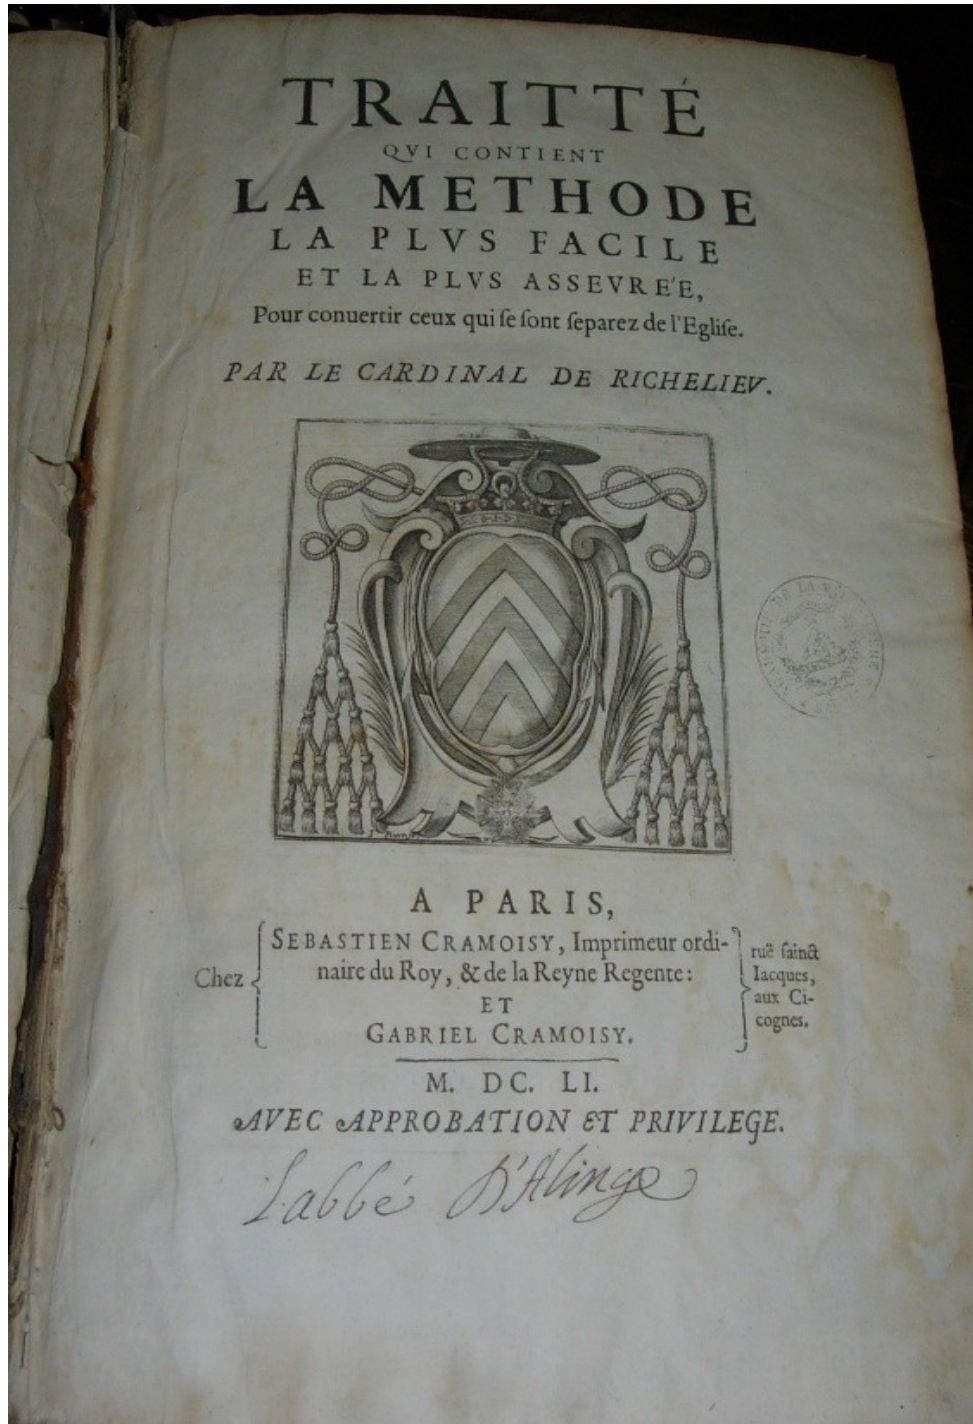 TRAITTÉ
QVI CONTIENT
LA METHODE
LA PLVS FACILE
ET LA PLVS ASSEVRÉE,
Pour conuertir ceux qui ſe ſont ſeparez de l'Egliſe.
PAR LE CARDINAL DE RICHELIEV.
A PARIS,
Chez
SEBASTIEN CRAMOISY, Imprimeur ordi-
naire du Roy, & de la Reyne Regente:
ET
GABRIEL CRAMOISY.
ruë ſainct
Iacques,
aux Ci-
cognes.
M. DC. LI.
AVEC APPROBATION ET PRIVILEGE.
L'abbé D'Alinge